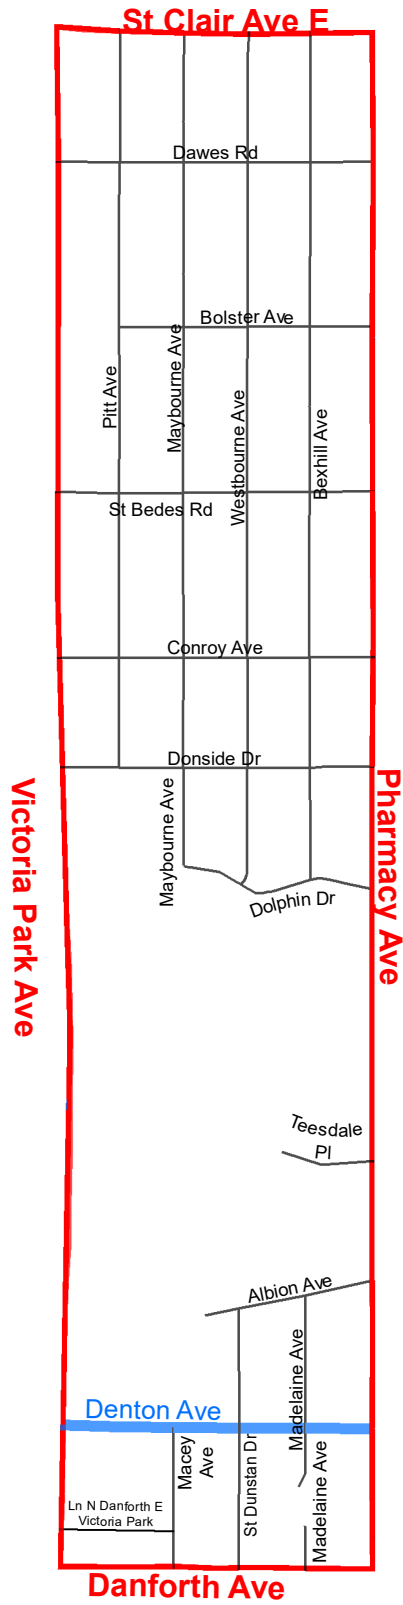 St Clair Ave E
Dawes Rd
Bolster Ave
Pitt Ave
Maybourne Ave
Westbourne Ave
Bexhill Ave
St Bedes Rd
Conroy Ave
Donside Dr
Victoria Park Ave
Maybourne Ave
Pharmacy Ave
Dolphin Dr
Teesdale
Pl
Albion Ave
Madelaine Ave
Denton Ave
Macey
Ave
St Dunstan Dr
Madelaine Ave
Ln N Danforth E
Victoria Park
Danforth Ave